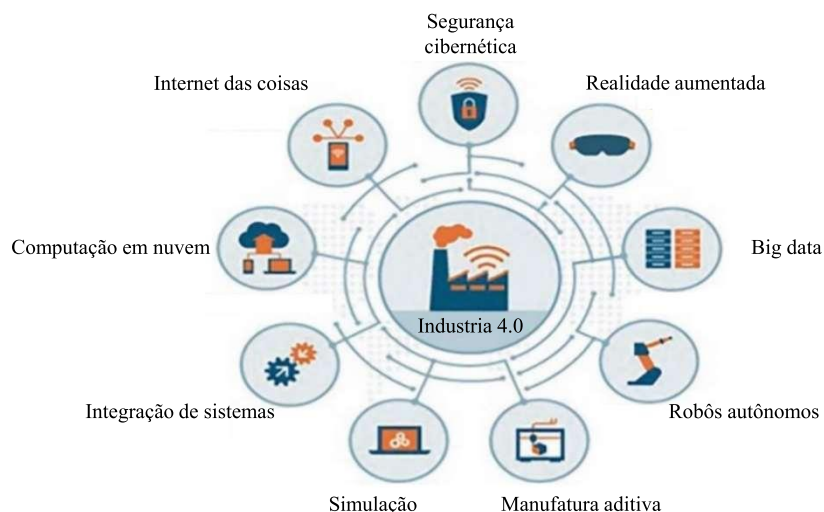 Segurança
cibernética
Internet das coisas
Realidade aumentada
Computação em nuvem
Big data
Industria 4.0
Integração de sistemas
Robôs autônomos
Simulação
Manufatura aditiva